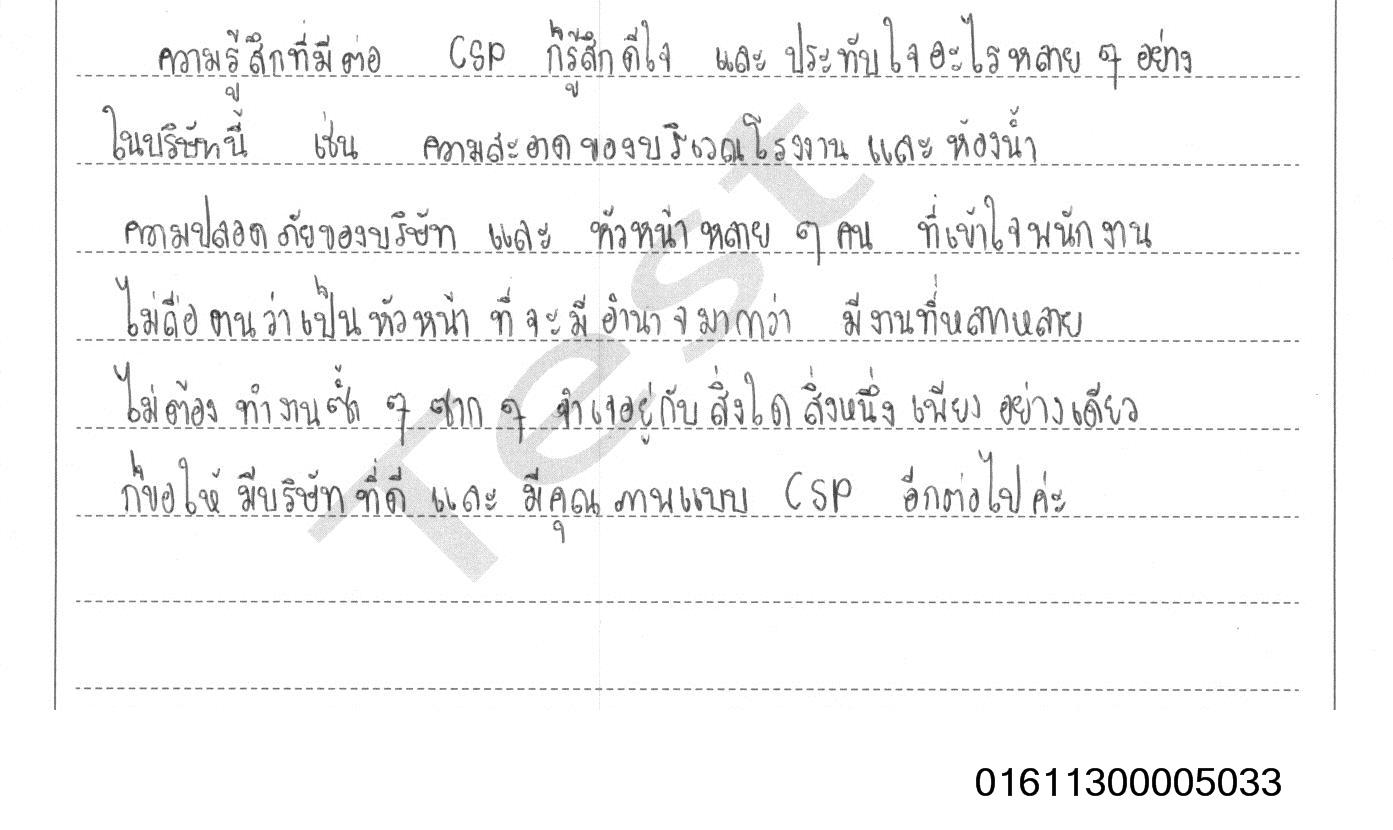 ความรู้สึกที่มีต่อ CSP ก็รู้สึกดีใจ และ ประทับใจอะไรหลาย ๆ อย่าง
ในบริษัทนี้ เช่น ความสะอาดของบริเวณโรงงาน และ ห้องน้ำ
ความปลอดภัยของบริษัท และ หัวหน้าหลาย ๆ คน ที่เข้าใจพนักงาน
ไม่ถือตนว่าเป็นหัวหน้า ที่จะมีอำนาจมากกว่า มีงานที่หลากหลาย
ไม่ต้อง ทำงานซ้ำ ๆ ซาก ๆ จำเจอยู่กับสิ่งใดสิ่งหนึ่ง เพียง อย่างเดียว
ก็ขอให้ มีบริษัทที่ดี และ มีคุณภาพแบบ CSP อีกต่อไปค่ะ
Test
01611300005033